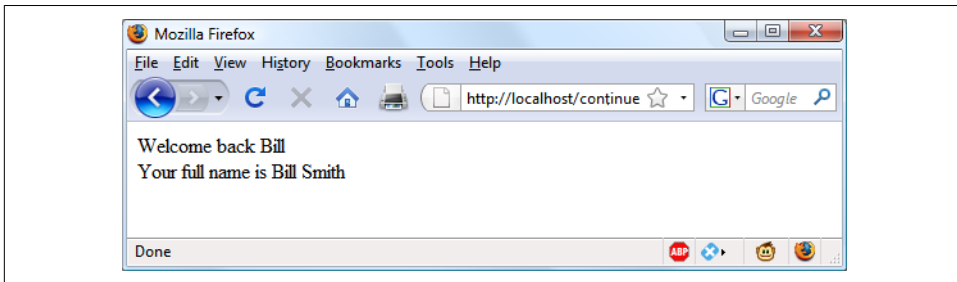 Mozilla Firefox
File Edit View History Bookmarks Tools Help
http://localhost/continue G Google
Welcome back Bill
Your full name is Bill Smith
Done ABP